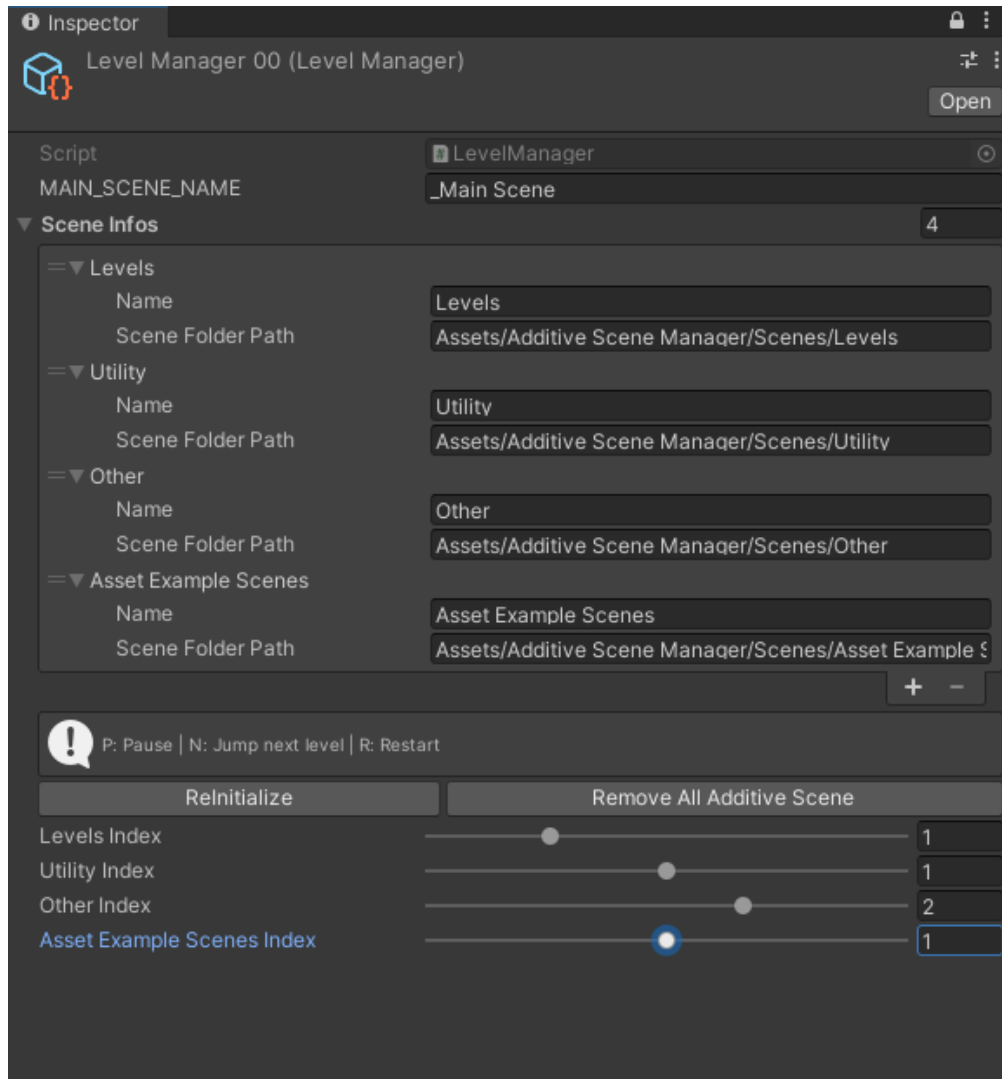 Inspector
Level Manager 00 (Level Manager)
Open
Script LevelManager
MAIN_SCENE_NAME _Main Scene
Scene Infos 4
Levels
Name Levels
Scene Folder Path Assets/Additive Scene Manager/Scenes/Levels
Utility
Name Utility
Scene Folder Path Assets/Additive Scene Manager/Scenes/Utility
Other
Name Other
Scene Folder Path Assets/Additive Scene Manager/Scenes/Other
Asset Example Scenes
Name Asset Example Scenes
Scene Folder Path Assets/Additive Scene Manager/Scenes/Asset Example S
P: Pause | N: Jump next level | R: Restart
ReInitialize Remove All Additive Scene
Levels Index 1
Utility Index 1
Other Index 2
Asset Example Scenes Index 1